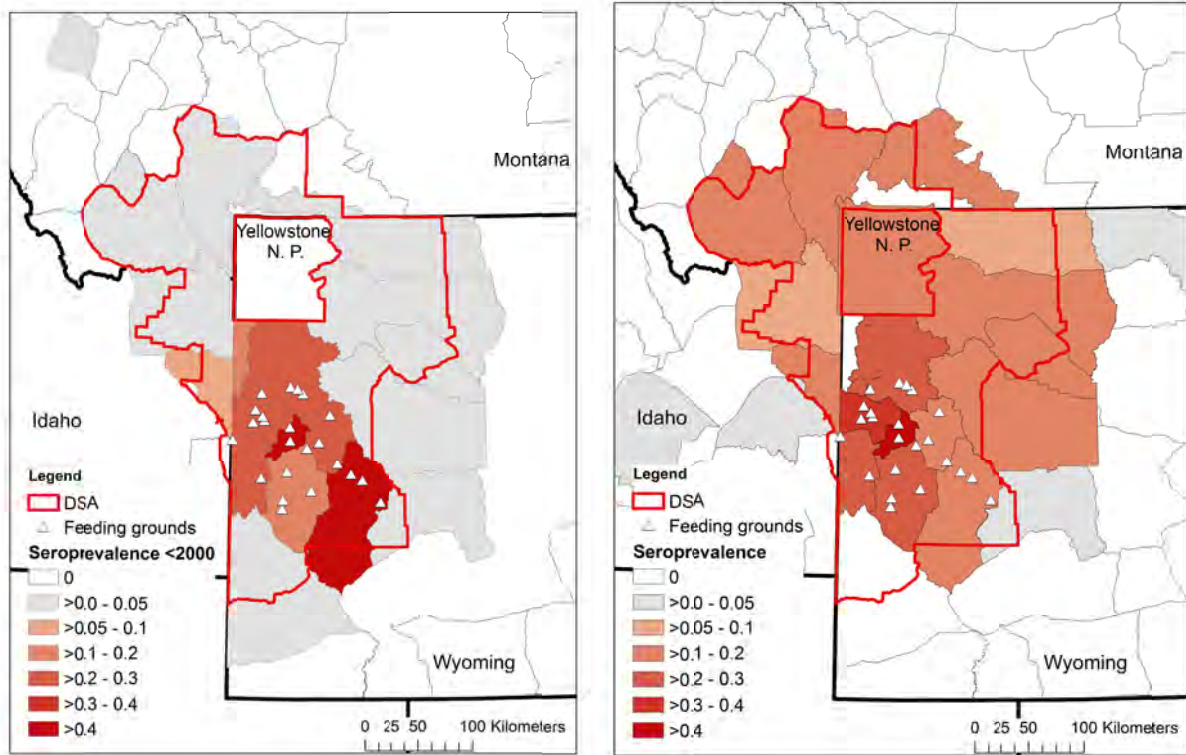 Montana
Yellowstone
N. P.
Idaho
Legend
DSA
Feeding grounds
Seroprevalence <2000
0
>0.0 - 0.05
>0.05 - 0.1
>0.1 - 0.2
>0.2 - 0.3
>0.3 - 0.4
>0.4
Wyoming
0 25 50 100 Kilometers
Montana
Yellowstone
N. P.
Idaho
Legend
DSA
Feeding grounds
Seroprevalence
0
>0.0 - 0.05
>0.05 - 0.1
>0.1 - 0.2
>0.2 - 0.3
>0.3 - 0.4
>0.4
Wyoming
0 25 50 100 Kilometers